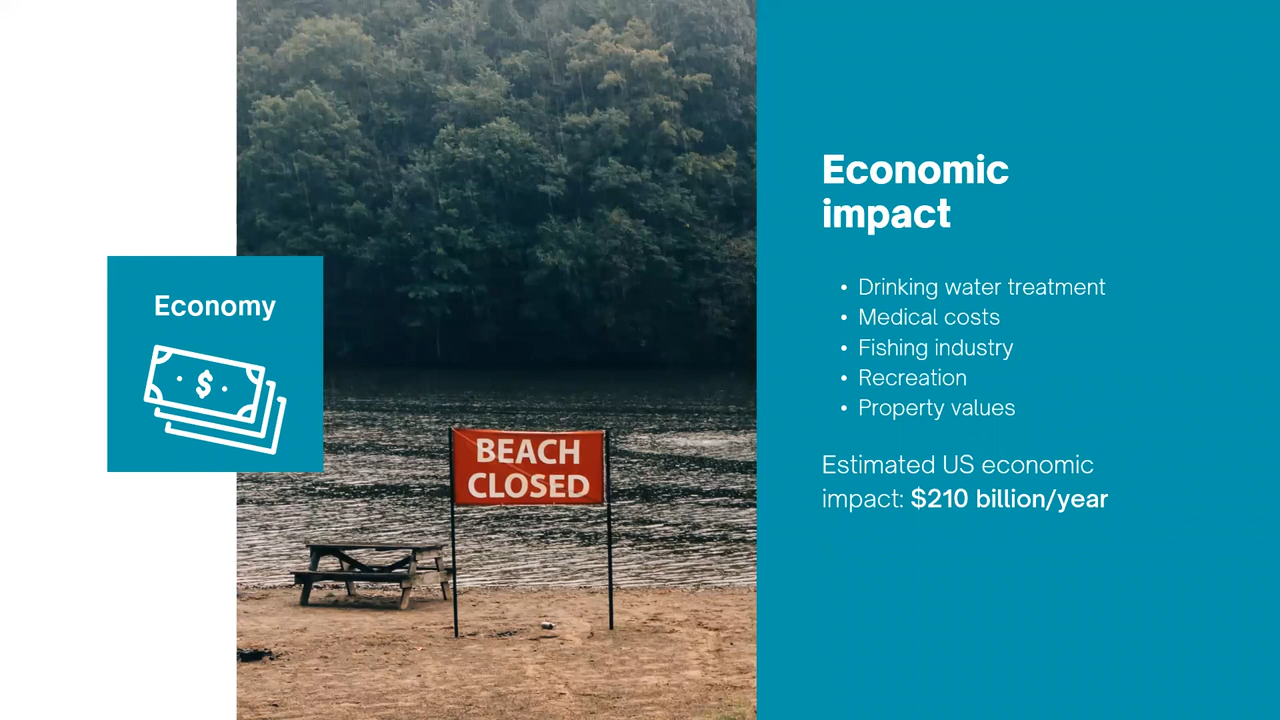 Economy
$
BEACH
CLOSED
Economic
impact
• Drinking water treatment
• Medical costs
• Fishing industry
• Recreation
• Property values
Estimated US economic
impact: $210 billion/year